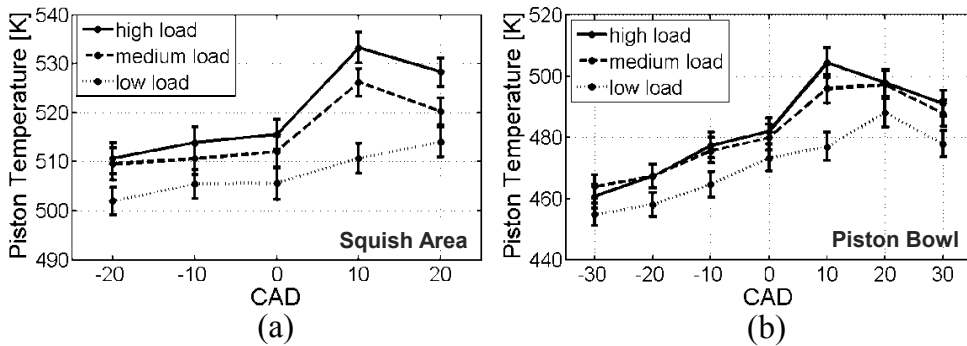 Piston Temperature [K]
540
530
520
510
500
490
high load
medium load
low load
Squish Area
-20
-10
0
10
20
CAD
(a)
Piston Temperature [K]
520
500
480
460
440
high load
medium load
low load
Piston Bowl
-30
-20
-10
0
10
20
30
CAD
(b)